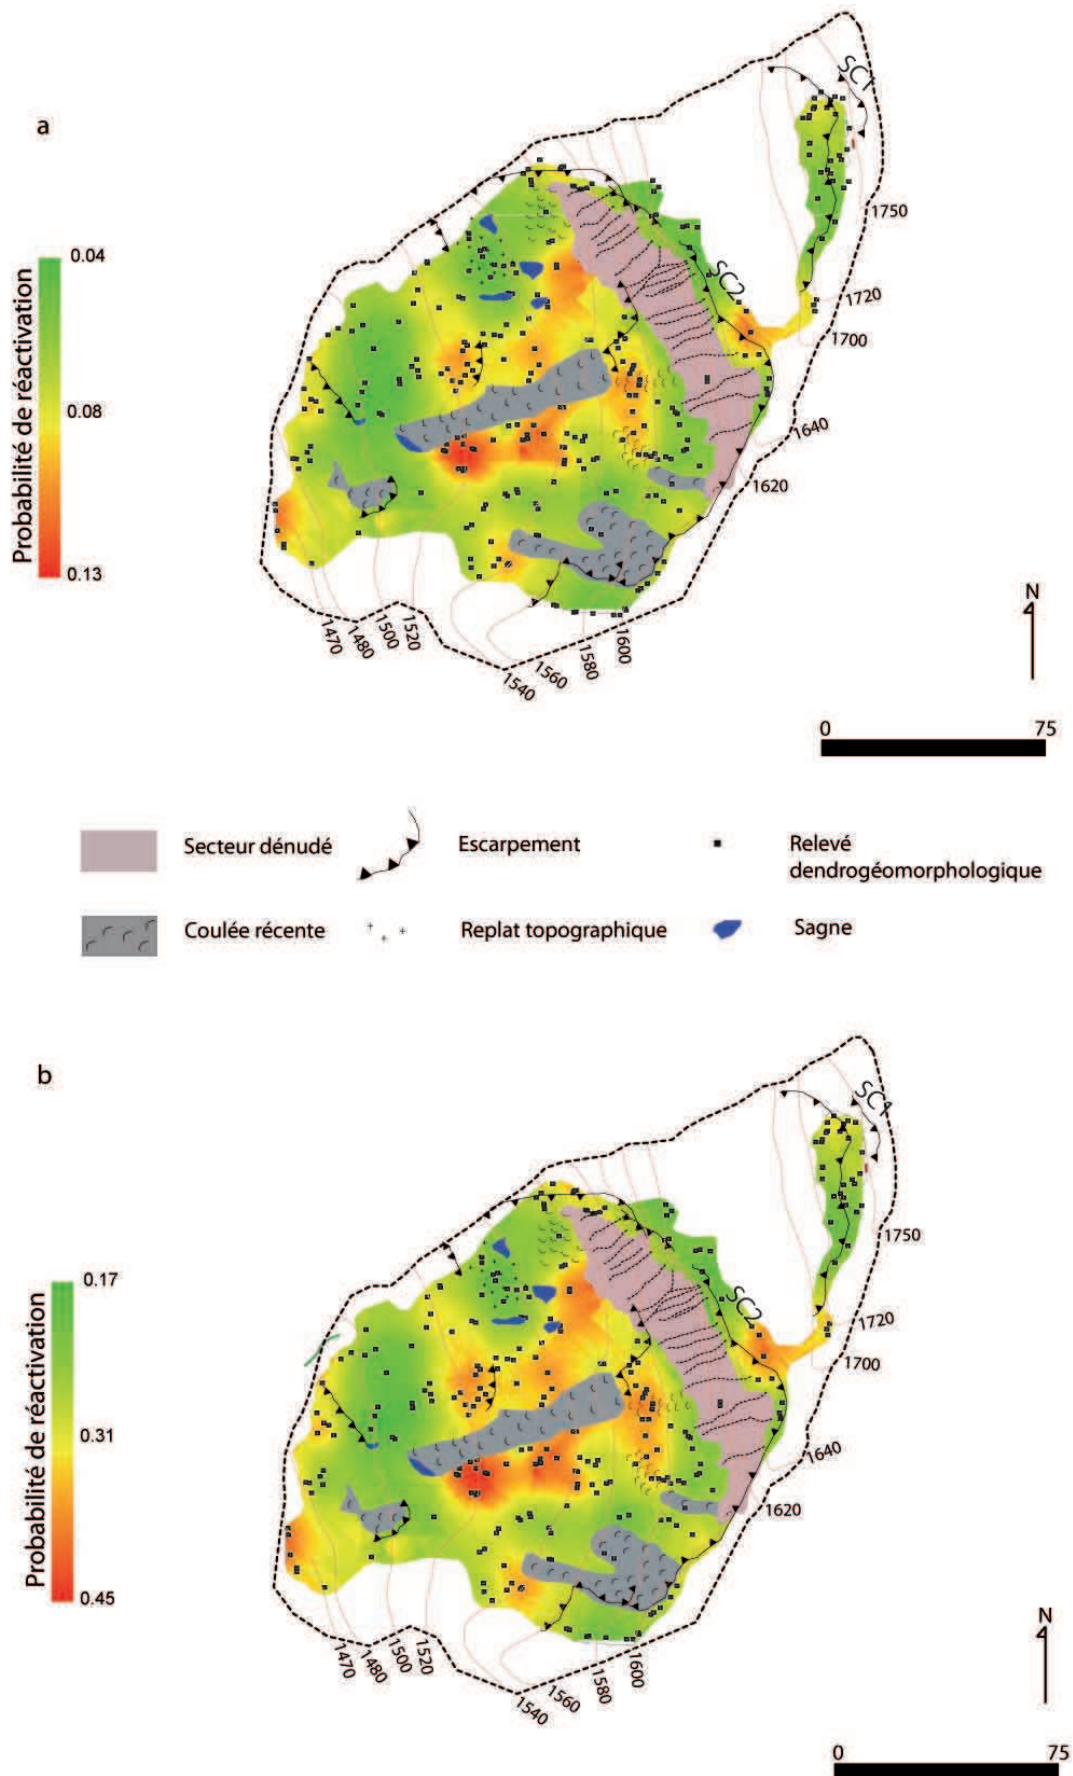 a
SC1
1750
0.04
SC2
1720
1700
Probabilité de réactivation
0.08
1640
1620
0.13
N
1470
1480
1500
1520
1600
1580
1560
1540
0
75
Secteur dénudé
Escarpement
Relevé
dendrogéomorphologique
Coulée récente
Replat topographique
Sagne
b
SC1
1750
0.17
SC2
1720
1700
Probabilité de réactivation
0.31
1640
1620
0.45
N
1470
1480
1500
1520
1600
1580
1560
1540
0
75